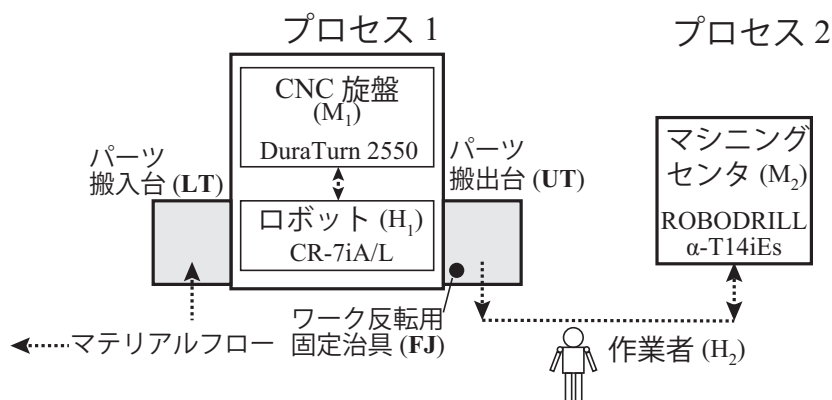 プロセス 1
プロセス 2
CNC 旋盤
(M1)
DuraTurn 2550
パーツ
搬入台 (LT)
パーツ
搬出台 (UT)
ロボット (H1)
CR-7iA/L
マシニング
センタ (M2)
ROBODRILL
α-T14iEs
ワーク反転用
固定治具 (FJ)
マテリアルフロー
作業者 (H2)